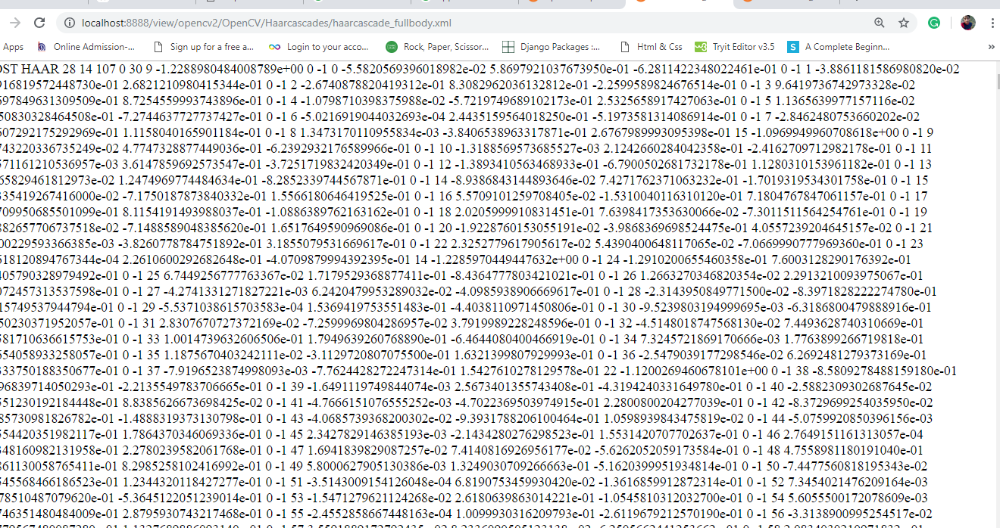 localhost:8888/view/opencv2/OpenCV/Haarcascades/haarcascade_fullbody.xml
Apps Online Admission-... Sign up for a free a... Login to your acco... Rock, Paper, Scissor... Django Packages :... Html & Css Tryit Editor v3.5 A Complete Beginn... »
OST HAAR 28 14 107 0 30 9 -1.2288980484008789e+00 0 -1 0 -5.5820569396018982e-02 5.8697921037673950e-01 -6.2811422348022461e-01 0 -1 1 -3.8861181586980820e-02
916819572448730e-01 2.6821210980415344e-01 0 -1 2 -2.6740878820419312e-01 8.3082962036132812e-01 -2.2599589824676514e-01 0 -1 3 9.6419736742973328e-02
697849631309509e-01 8.7254559993743896e-01 0 -1 4 -1.0798710398375988e-02 -5.7219749689102173e-01 2.5325658917427063e-01 0 -1 5 1.1365639977157116e-02
650830328464508e-01 -7.2744637727737427e-01 0 -1 6 -5.0216919044032693e-04 2.4435159564018250e-01 -5.1973581314086914e-01 0 -1 7 -2.8462480753660202e-02
507292175292969e-01 1.1158040165901184e-01 0 -1 8 1.3473170110955834e-03 -3.8406538963317871e-01 2.6767989993095398e-01 15 -1.0969949960708618e+00 0 -1 9
743220336735249e-02 4.7747328877449036e-01 -6.2392932176589966e-01 0 -1 10 -1.3188569573685527e-03 2.1242660284042358e-01 -2.4162709712982178e-01 0 -1 11
571161210536957e-03 3.6147859692573547e-01 -3.7251719832420349e-01 0 -1 12 -1.3893410563468933e-01 -6.7900502681732178e-01 1.1280310153961182e-01 0 -1 13
665829461812973e-02 1.2474969774484634e-01 -8.2852339744567871e-01 0 -1 14 -8.9386843144893646e-02 7.4271762371063232e-01 -1.7019319534301758e-01 0 -1 15
335419267416000e-02 -7.1750187873840332e-01 1.5566180646419525e-01 0 -1 16 5.5709101259708405e-02 -1.5310040116310120e-01 7.1804767847061157e-01 0 -1 17
709950685501099e-01 8.1154191493988037e-01 -1.0886389762163162e-01 0 -1 18 2.0205999910831451e-01 7.6398417353630066e-02 -7.3011511564254761e-01 0 -1 19
882657706737518e-02 -7.1488589048385620e-01 1.6517649590969086e-01 0 -1 20 -1.9228760153055191e-02 -3.9868369698524475e-01 4.0557239204645157e-02 0 -1 21
000229593366385e-03 -3.8260778784751892e-01 3.1855079531669617e-01 0 -1 22 2.3252779617905617e-02 5.4390400648117065e-02 -7.0669990777969360e-01 0 -1 23
518120894767344e-04 2.2610600292682648e-01 -4.0709879994392395e-01 14 -1.2285970449447632e+00 0 -1 24 -1.2910200655460358e-01 7.6003128290176392e-01
405790328979492e-01 0 -1 25 6.7449256777763367e-02 1.7179529368877411e-01 -8.4364777803421021e-01 0 -1 26 1.2663270346820354e-02 2.2913210093975067e-01
072457313537598e-01 0 -1 27 -4.2741331271827221e-03 6.2420479953289032e-02 -4.0985938906669617e-01 0 -1 28 -2.3143950849771500e-02 -8.3971828222274780e-01
915749537944794e-01 0 -1 29 -5.5371038615703583e-04 1.5369419753551483e-01 -4.4038110971450806e-01 0 -1 30 -9.5239803194999695e-03 -6.3186800479888916e-01
650230371952057e-01 0 -1 31 2.8307670727372169e-02 -7.2599969804286957e-02 3.7919989228248596e-01 0 -1 32 -4.5148018747568130e-02 7.4493628740310669e-01
381710636615753e-01 0 -1 33 1.0014739632606506e-01 1.7949639260768890e-01 -6.4644080400466919e-01 0 -1 34 7.3245721869170666e-03 1.7763899266719818e-01
654058933258057e-01 0 -1 35 1.1875670403242111e-02 -3.1129720807075500e-01 1.6321399807929993e-01 0 -1 36 -2.5479039177298546e-02 6.2692481279373169e-01
333750188350677e-01 0 -1 37 -7.9196523874998093e-03 -7.7624428272247314e-01 1.5427610278129578e-01 22 -1.1200269460678101e+00 0 -1 38 -8.5809278488159180e-01
996839714050293e-01 -2.2135549783706665e-01 0 -1 39 -1.6491119749844074e-03 2.5673401355743408e-01 -4.3194240331649780e-01 0 -1 40 -2.5882309302687645e-02
551230192184448e-01 8.8385626673698425e-02 0 -1 41 -4.7666151076555252e-03 -4.7022369503974915e-01 2.2800800204277039e-01 0 -1 42 -8.3729699254035950e-02
385730981826782e-01 -1.4888319373130798e-01 0 -1 43 -4.0685739368200302e-02 -9.3931788206100464e-01 1.0598939843475819e-02 0 -1 44 -5.0759920850396156e-03
554420351982117e-01 1.7864370346069336e-01 0 -1 45 2.3427829146385193e-03 -2.1434280276298523e-01 1.5531420707702637e-01 0 -1 46 2.7649151161313057e-04
348160982131958e-01 2.2780239582061768e-01 0 -1 47 1.6941839829087257e-02 7.4140816926956177e-02 -5.6262052059173584e-01 0 -1 48 4.7558981180191040e-01
861130058765411e-01 8.2985258102416992e-01 0 -1 49 5.8000627905130386e-03 1.3249030709266663e-01 -5.1620399951934814e-01 0 -1 50 -7.4477560818195343e-02
545568466186523e-01 1.2344320118427277e-01 0 -1 51 -3.5143009154126048e-04 6.8190753459930420e-02 -1.3616859912872314e-01 0 -1 52 7.3454021476209164e-03
778510487079620e-01 -5.3645122051239014e-01 0 -1 53 -1.5471279621124268e-02 2.6180639863014221e-01 -1.0545810312032700e-01 0 -1 54 5.6055500172078609e-03
746351480484009e-01 2.8795930743217468e-01 0 -1 55 -2.4552858667448163e-04 1.0099930316209793e-01 -2.6119679212570190e-01 0 -1 56 -3.3138900995254517e-02